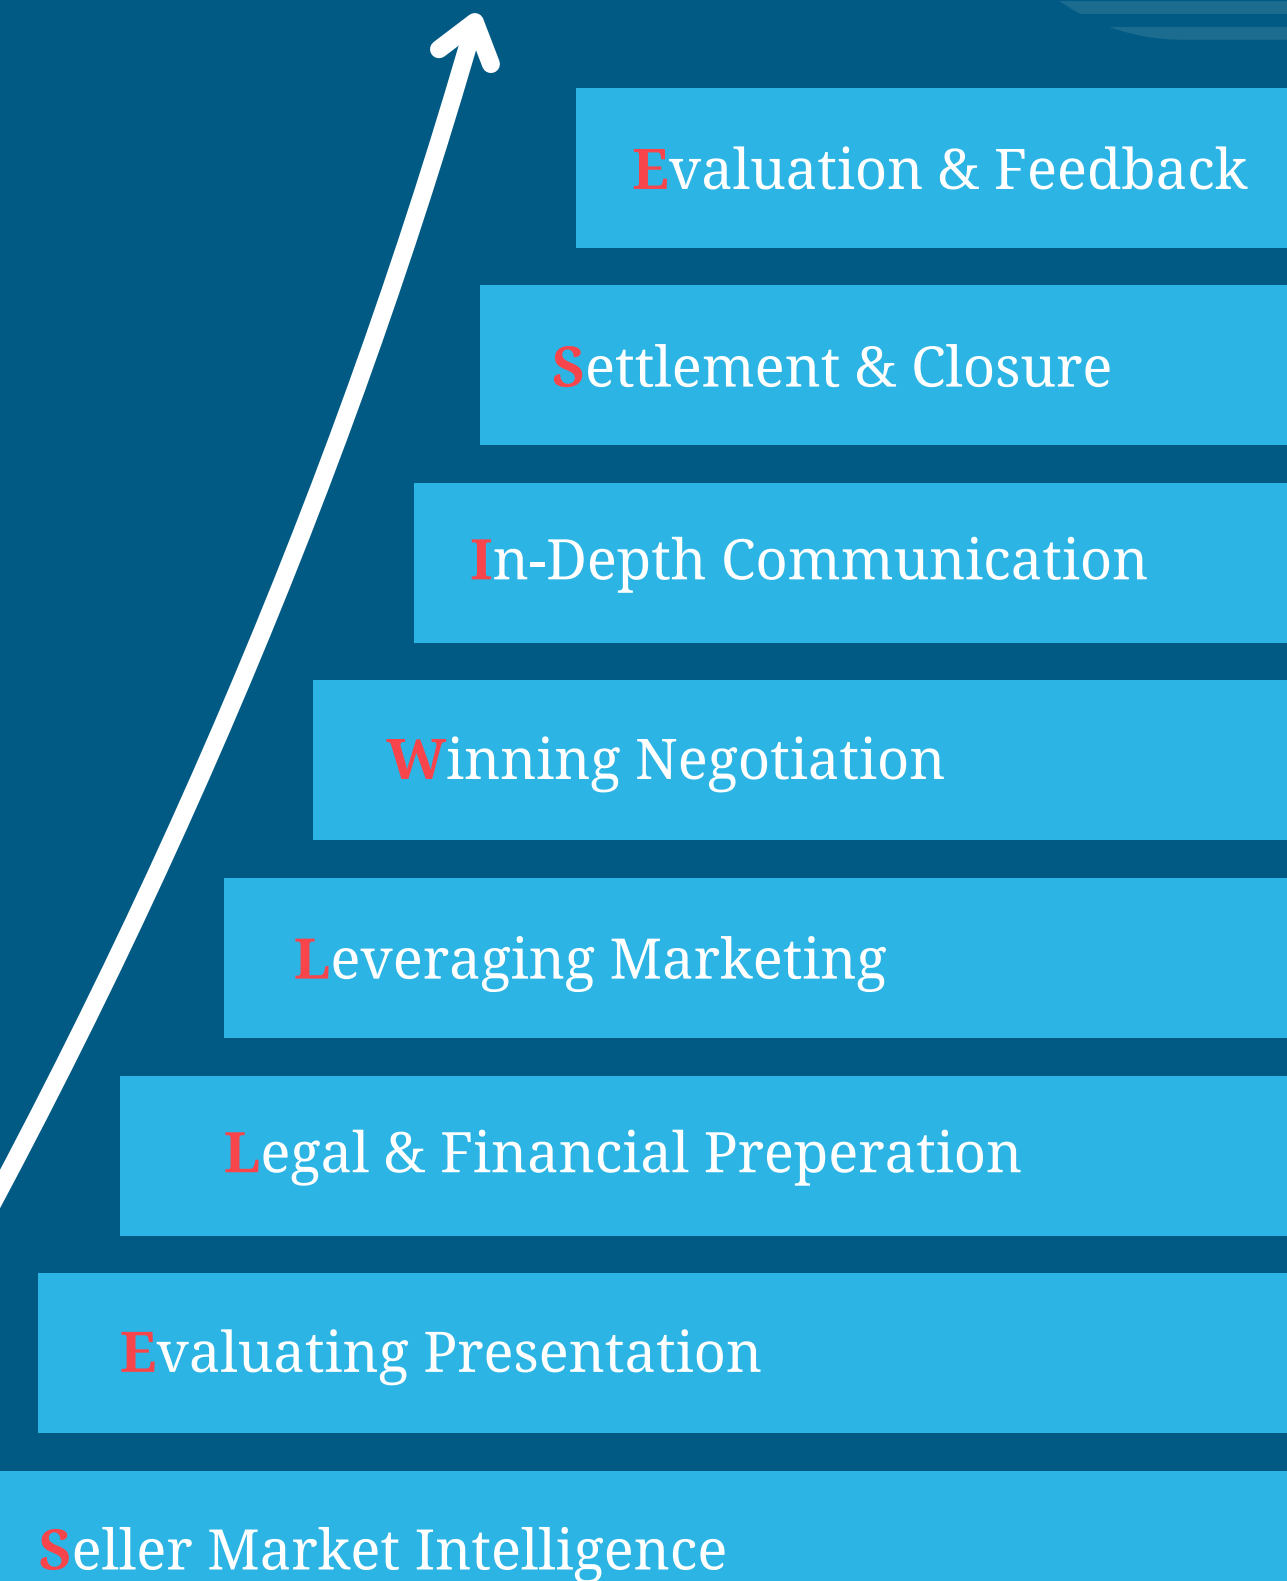 Evaluation & Feedback
Settlement & Closure
In-Depth Communication
Winning Negotiation
Leveraging Marketing
Legal & Financial Preperation
Evaluating Presentation
Seller Market Intelligence